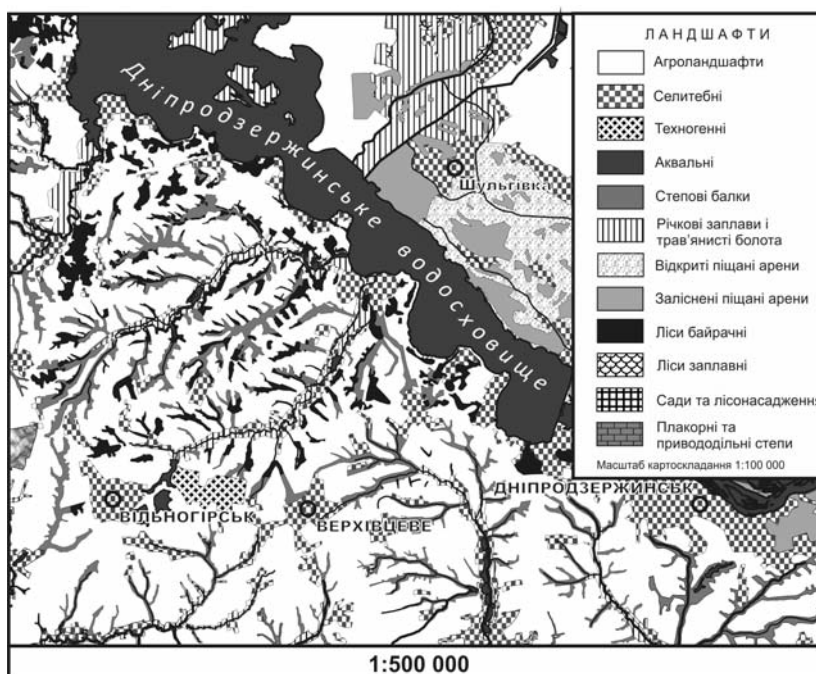 ЛАНДШАФТИ
Агроландшафти
Селитебні
Техногенні
Аквальні
Степові балки
Річкові заплави і
трав'янисті болота
Відкриті піщані арени
Заліснені піщані арени
Ліси байрачні
Ліси заплавні
Сади та лісонасадження
Плакорні та
привододільні степи
Масштаб картоскладання 1:100 000
Дніпродзержинське водосховище
Шульгівка
ДНІПРОДЗЕРЖИНСЬК
ВІЛЬНОГІРСЬК
ВЕРХІВЦЕВЕ
1:500 000